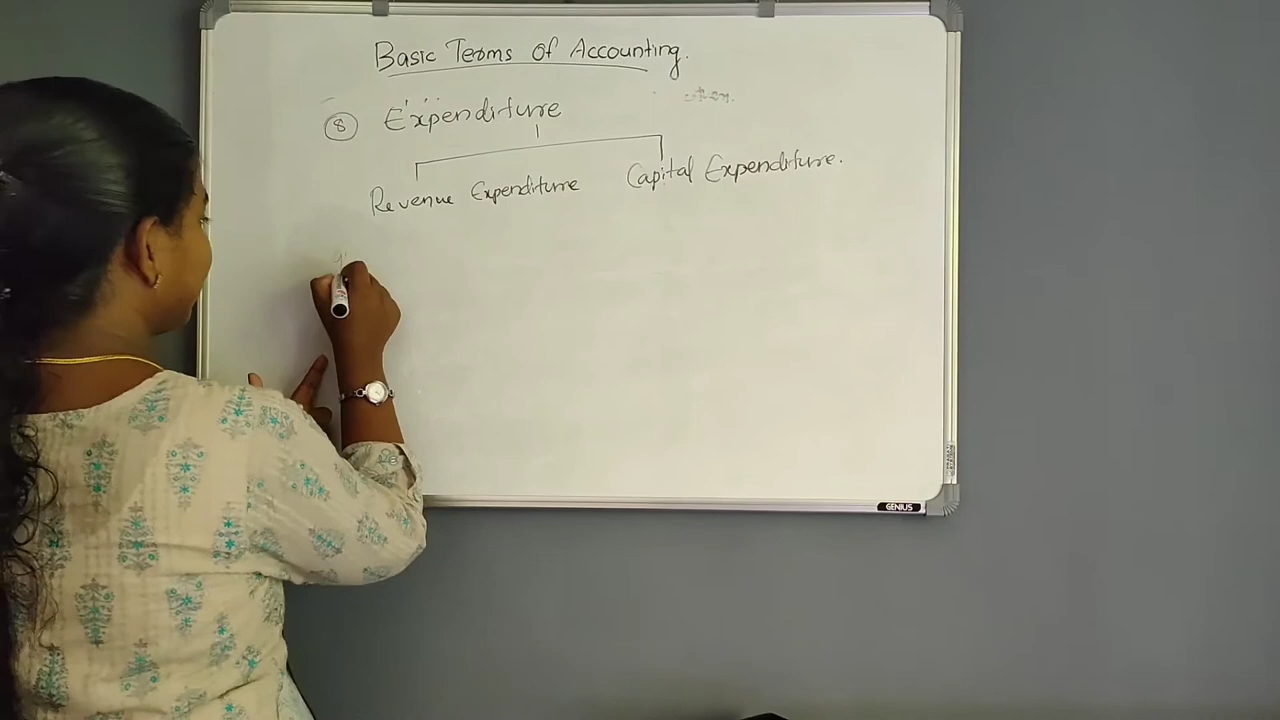 Basic Terms Of Accounting.
8 Expenditure
Revenue Expenditure Capital Expenditure.
GENIUS